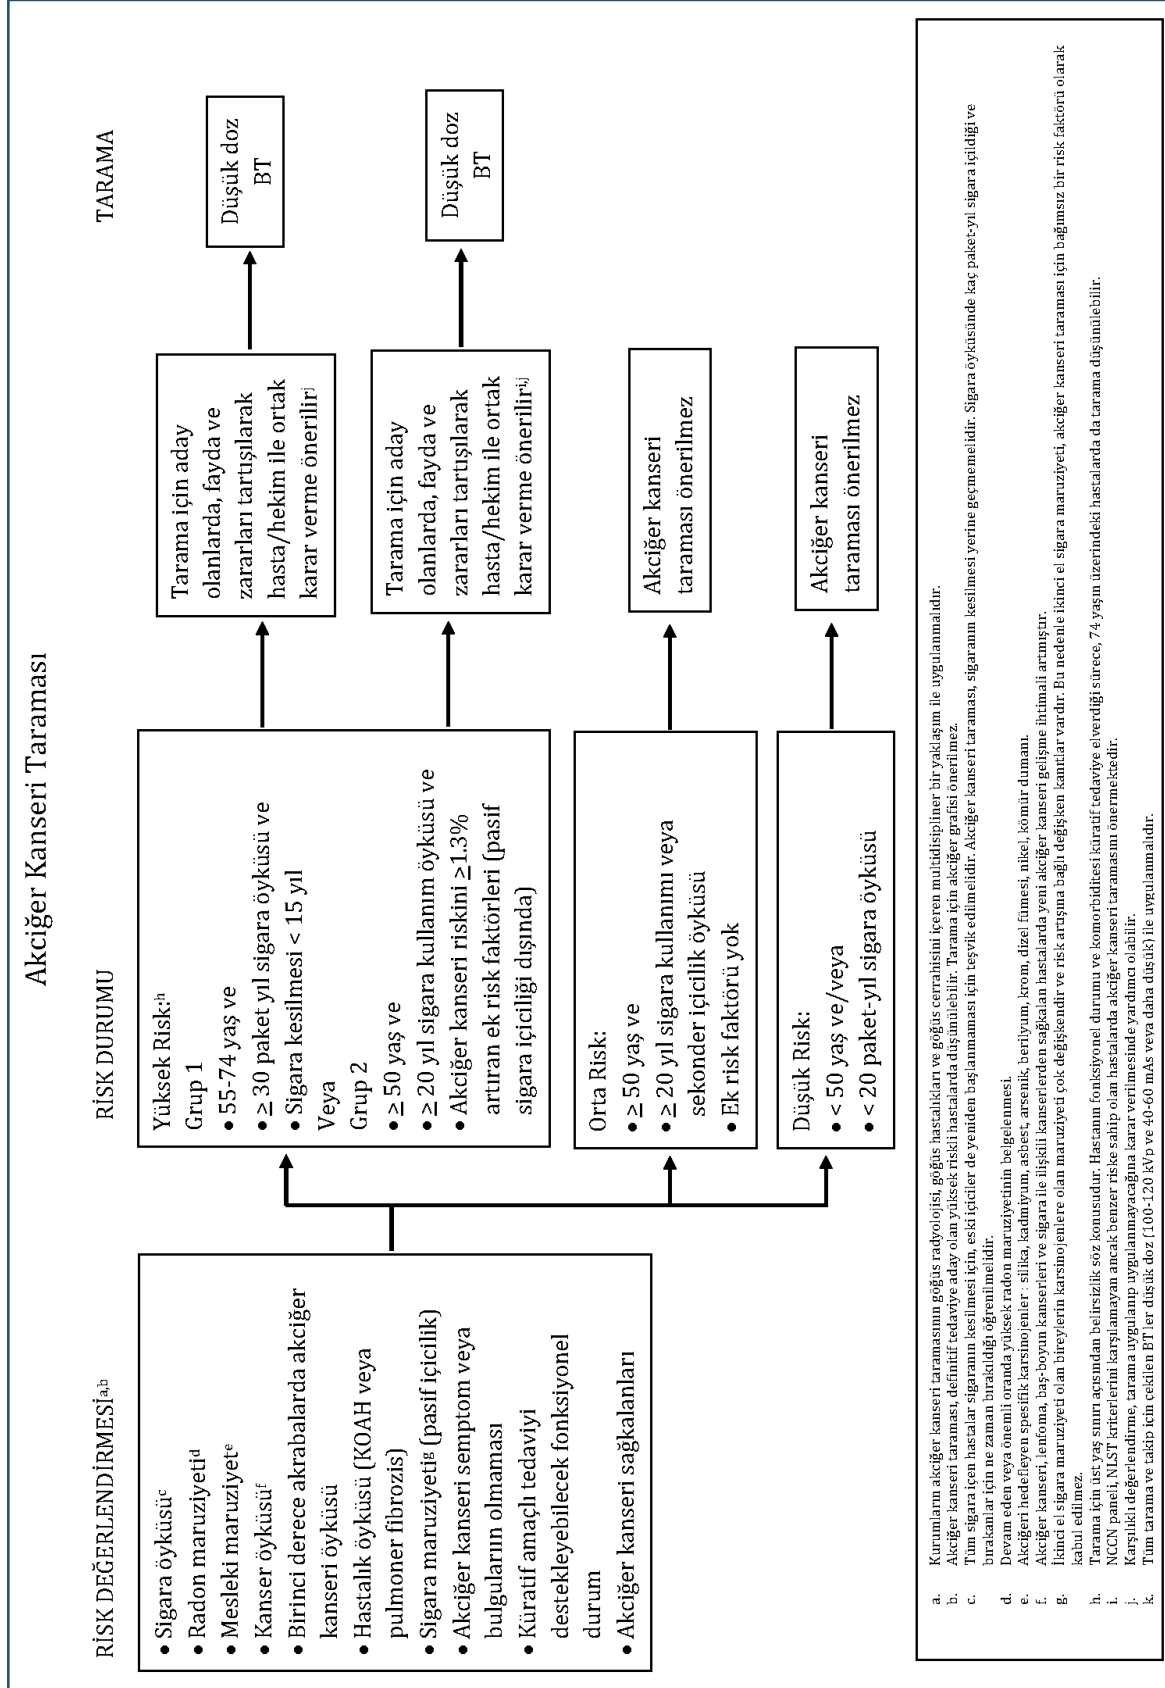 Akciğer Kanseri Taraması
RİSK DEĞERLENDİRMESİa,b
RİSK DURUMU
TARAMA
• Sigara öyküsüc
• Radon maruziyetid
• Mesleki maruziyete
• Kanser öyküsüf
• Birinci derece akrabalarda akciğer
kanseri öyküsü
• Hastalık öyküsü (KOAH veya
pulmoner fibrozis)
• Sigara maruziyetig (pasif içicilik)
• Akciğer kanseri semptom veya
bulgularının olmaması
• Küratif amaçlı tedaviyi
destekleyebilecek fonksiyonel
durum
• Akciğer kanseri sağkalanları
Yüksek Risk:h
Grup 1
• 55-74 yaş ve
• ≥ 30 paket yıl sigara öyküsü ve
• Sigara kesilmesi < 15 yıl
Veya
Grup 2
• ≥ 50 yaş ve
• ≥ 20 yıl sigara kullanım öyküsü ve
• Akciğer kanseri riskini ≥1.3%
artıran ek risk faktörleri (pasif
sigara içiciliği dışında)
Tarama için aday
olanlarda, fayda ve
zararları tartışılarak
hasta/hekim ile ortak
karar verme önerilirj
Düşük doz
BT
Tarama için aday
olanlarda, fayda ve
zararları tartışılarak
hasta/hekim ile ortak
karar verme öneriliri,j
Düşük doz
BT
Orta Risk:
• ≥ 50 yaş ve
• ≥ 20 yıl sigara kullanımı veya
sekonder içicilik öyküsü
• Ek risk faktörü yok
Akciğer kanseri
taraması önerilmez
Düşük Risk:
• < 50 yaş ve/veya
• < 20 paket-yıl sigara öyküsü
Akciğer kanseri
taraması önerilmez
a. Kurumların akciğer kanseri taramasının göğüs radyolojisi, göğüs hastalıkları ve göğüs cerrahisini içeren multidisipliner bir yaklaşım ile uygulanmalıdır.
b. Akciğer kanseri taraması, definitif tedaviye aday olan yüksek riskli hastalarda düşünülebilir. Tarama için akciğer grafisi önerilmez.
c. Tüm sigara içen hastalar sigaranın kesilmesi için, eski içiciler de yeniden başlanmaması için teşvik edilmelidir. Akciğer kanseri taraması, sigaranın kesilmesi yerine geçmemelidir. Sigara öyküsünde kaç paket-yıl sigara içildiği ve
bırakanlar için ne zaman bırakıldığı öğrenilmelidir.
d. Devam eden veya önemli oranda yüksek radon maruziyetinin belgelenmesi.
e. Akciğeri hedefleyen spesifik karsinojenler : silika, kadmiyum, asbest, arsenik, berilyum, krom, dizel fümesi, nikel, kömür dumanı.
f. Akciğer kanseri, lenfoma, baş-boyun kanserleri ve sigara ile ilişkili kanserlerden sağkalan hastalarda yeni akciğer kanseri gelişme ihtimali artmıştır.
g. İkinci el sigara maruziyeti olan bireylerin karsinojenlere olan maruziyeti çok değişkendir ve risk artışına bağlı değişken kanıtlar vardır. Bu nedenle ikinci el sigara maruziyeti, akciğer kanseri taraması için bağımsız bir risk faktörü olarak
kabul edilmez.
h. Tarama için üst yaş sınırı açısından belirsizlik söz konusudur. Hastanın fonksiyonel durumu ve komorbiditesi küratif tedaviye elverdiği sürece, 74 yaşın üzerindeki hastalarda da tarama düşünülebilir.
i. NCCN paneli, NLST kriterlerini karşılamayan ancak benzer riske sahip olan hastalarda akciğer kanseri taramasını önermektedir.
j. Karşılıklı değerlendirme, tarama uygulanıp uygulanmayacağına karar verilmesinde yardımcı olabilir.
k. Tüm tarama ve takip için çekilen BT'ler düşük doz (100-120 kVp ve 40-60 mAs veya daha düşük) ile uygulanmalıdır.